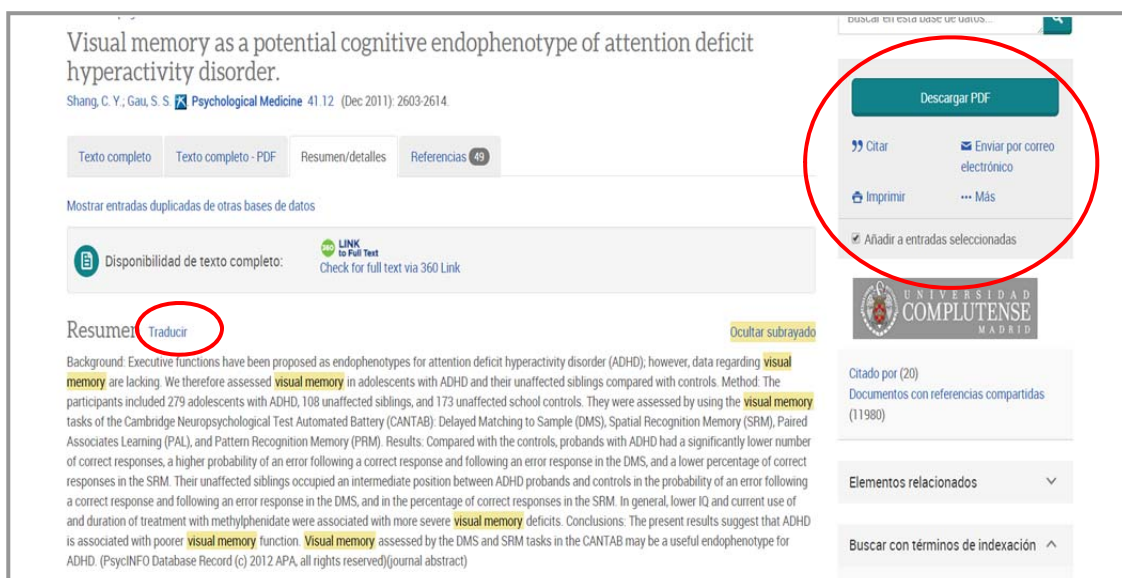 Buscar en esta base de datos...
Visual memory as a potential cognitive endophenotype of attention deficit
hyperactivity disorder.
Shang, C. Y.; Gau, S. S. Psychological Medicine 41.12 (Dec 2011): 2603-2614.
Descargar PDF
Citar
Enviar por correo
electrónico
Imprimir
Más
Añadir a entradas seleccionadas
Texto completo
Texto completo - PDF
Resumen/detalles
Referencias 49
Mostrar entradas duplicadas de otras bases de datos
Disponibilidad de texto completo:
360 LINK
to Full Text
Check for full text via 360 Link
UNIVERSIDAD
COMPLUTENSE
MADRID
Resumen Traducir
Ocultar subrayado
Background: Executive functions have been proposed as endophenotypes for attention deficit hyperactivity disorder (ADHD); however, data regarding visual
memory are lacking. We therefore assessed visual memory in adolescents with ADHD and their unaffected siblings compared with controls. Method: The
participants included 279 adolescents with ADHD, 108 unaffected siblings, and 173 unaffected school controls. They were assessed by using the visual memory
tasks of the Cambridge Neuropsychological Test Automated Battery (CANTAB): Delayed Matching to Sample (DMS), Spatial Recognition Memory (SRM), Paired
Associates Learning (PAL), and Pattern Recognition Memory (PRM). Results: Compared with the controls, probands with ADHD had a significantly lower number
of correct responses, a higher probability of an error following a correct response and following an error response in the DMS, and a lower percentage of correct
responses in the SRM. Their unaffected siblings occupied an intermediate position between ADHD probands and controls in the probability of an error following
a correct response and following an error response in the DMS, and in the percentage of correct responses in the SRM. In general, lower IQ and current use of
and duration of treatment with methylphenidate were associated with more severe visual memory deficits. Conclusions: The present results suggest that ADHD
is associated with poorer visual memory function. Visual memory assessed by the DMS and SRM tasks in the CANTAB may be a useful endophenotype for
ADHD. (PsycINFO Database Record (c) 2012 APA, all rights reserved)(journal abstract)
Citado por (20)
Documentos con referencias compartidas
(11980)
Elementos relacionados
Buscar con términos de indexación